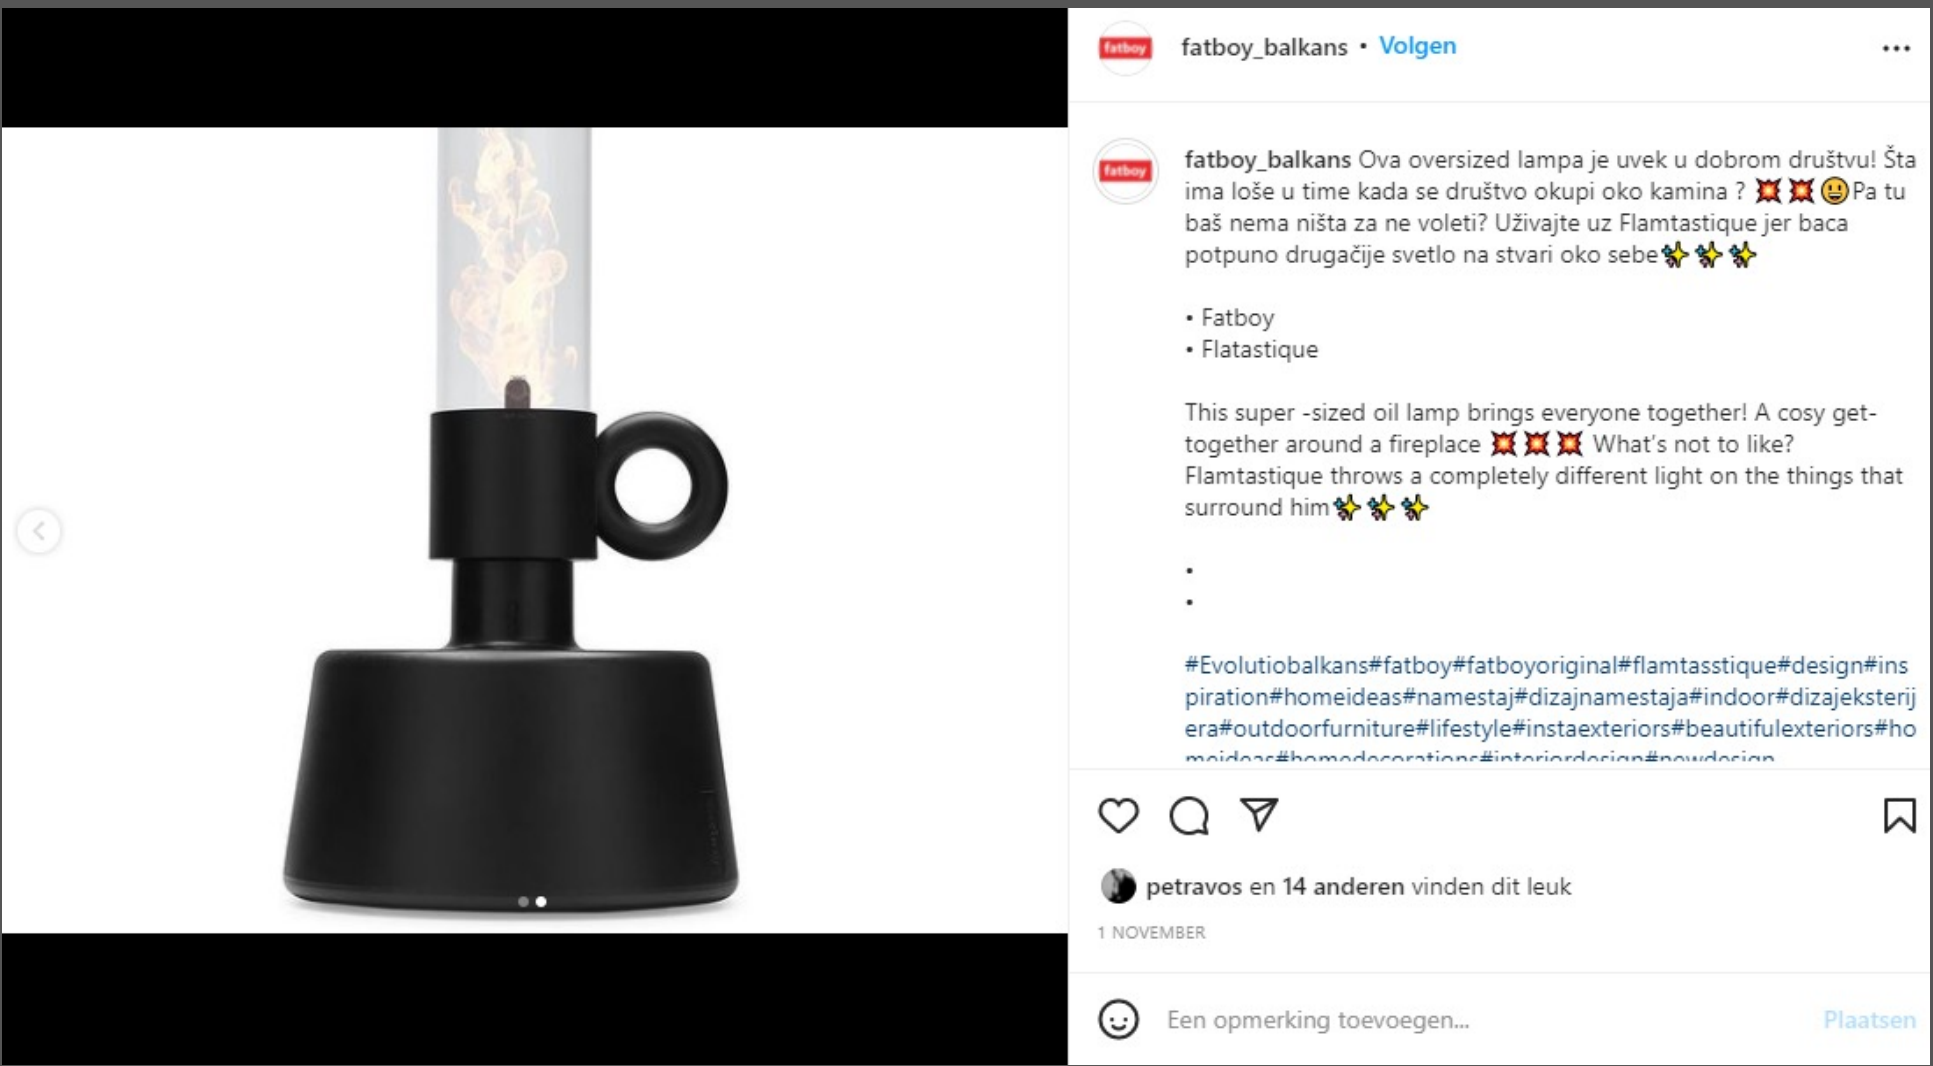 fatboy
fatboy_balkans • Volgen
fatboy
fatboy_balkans Ova oversized lampa je uvek u dobrom društvu! Šta
ima loše u time kada se društvo okupi oko kamina ? 💥💥😀Pa tu
baš nema ništa za ne voleti? Uživajte uz Flamtastique jer baca
potpuno drugačije svetlo na stvari oko sebe✨✨✨
• Fatboy
• Flatastique
This super -sized oil lamp brings everyone together! A cosy get-
together around a fireplace 💥💥💥 What’s not to like?
Flamtastique throws a completely different light on the things that
surround him✨✨✨
•
•
#Evolutiobalkans#fatboy#fatboyoriginal#flamtasstique#design#ins
piration#homeideas#namestaj#dizajnamestaja#indoor#dizajeksterij
era#outdoorfurniture#lifestyle#instaexteriors#beautifulexteriors#ho
meideas#homedecorations#interiordesign#newdesign
petravos en 14 anderen vinden dit leuk
1 NOVEMBER
Een opmerking toevoegen... Plaatsen